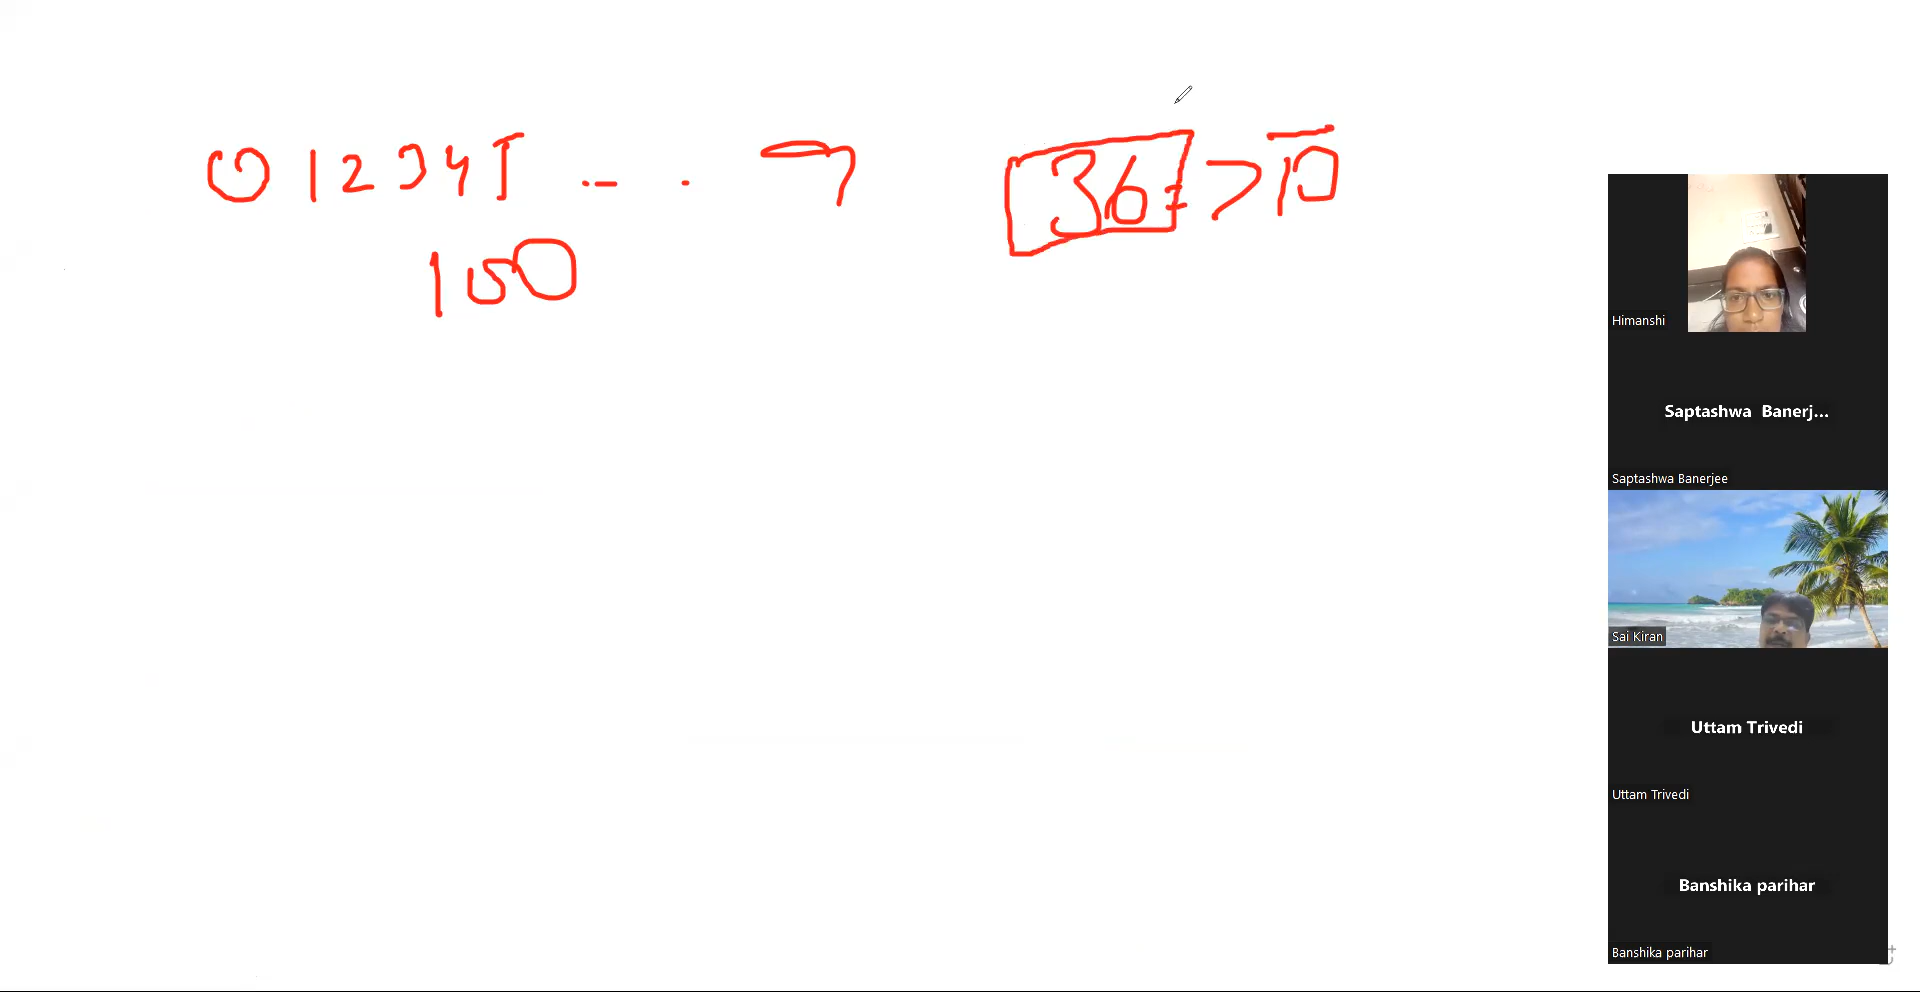 0 1 2 3 4 5 ... 9 36 > 10
100
Himanshi
Saptashwa Banerj...
Saptashwa Banerjee
Sai Kiran
Uttam Trivedi
Uttam Trivedi
Banshika parihar
Banshika parihar